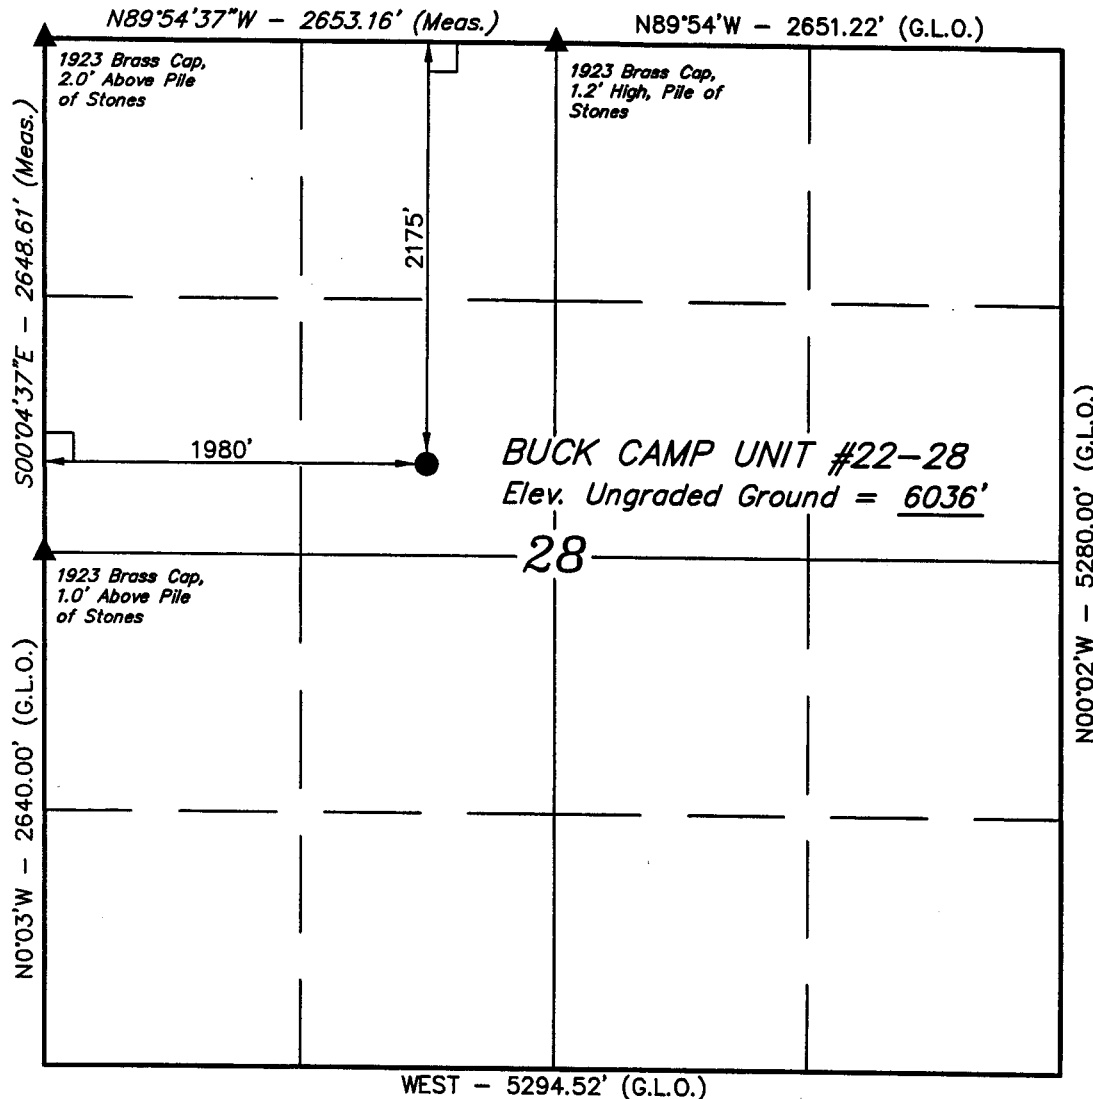 N89°54'37"W - 2653.16' (Meas.)
N89°54'W - 2651.22' (G.L.O.)
1923 Brass Cap,
2.0' Above Pile
of Stones
1923 Brass Cap,
1.2' High, Pile of
Stones
S00°04'37"E - 2648.61' (Meas.)
2175'
1980'
BUCK CAMP UNIT #22-28
Elev. Ungraded Ground = 6036'
N00°02'W - 5280.00' (G.L.O.)
28
1923 Brass Cap,
1.0' Above Pile
of Stones
N0°03'W - 2640.00' (G.L.O.)
WEST - 5294.52' (G.L.O.)